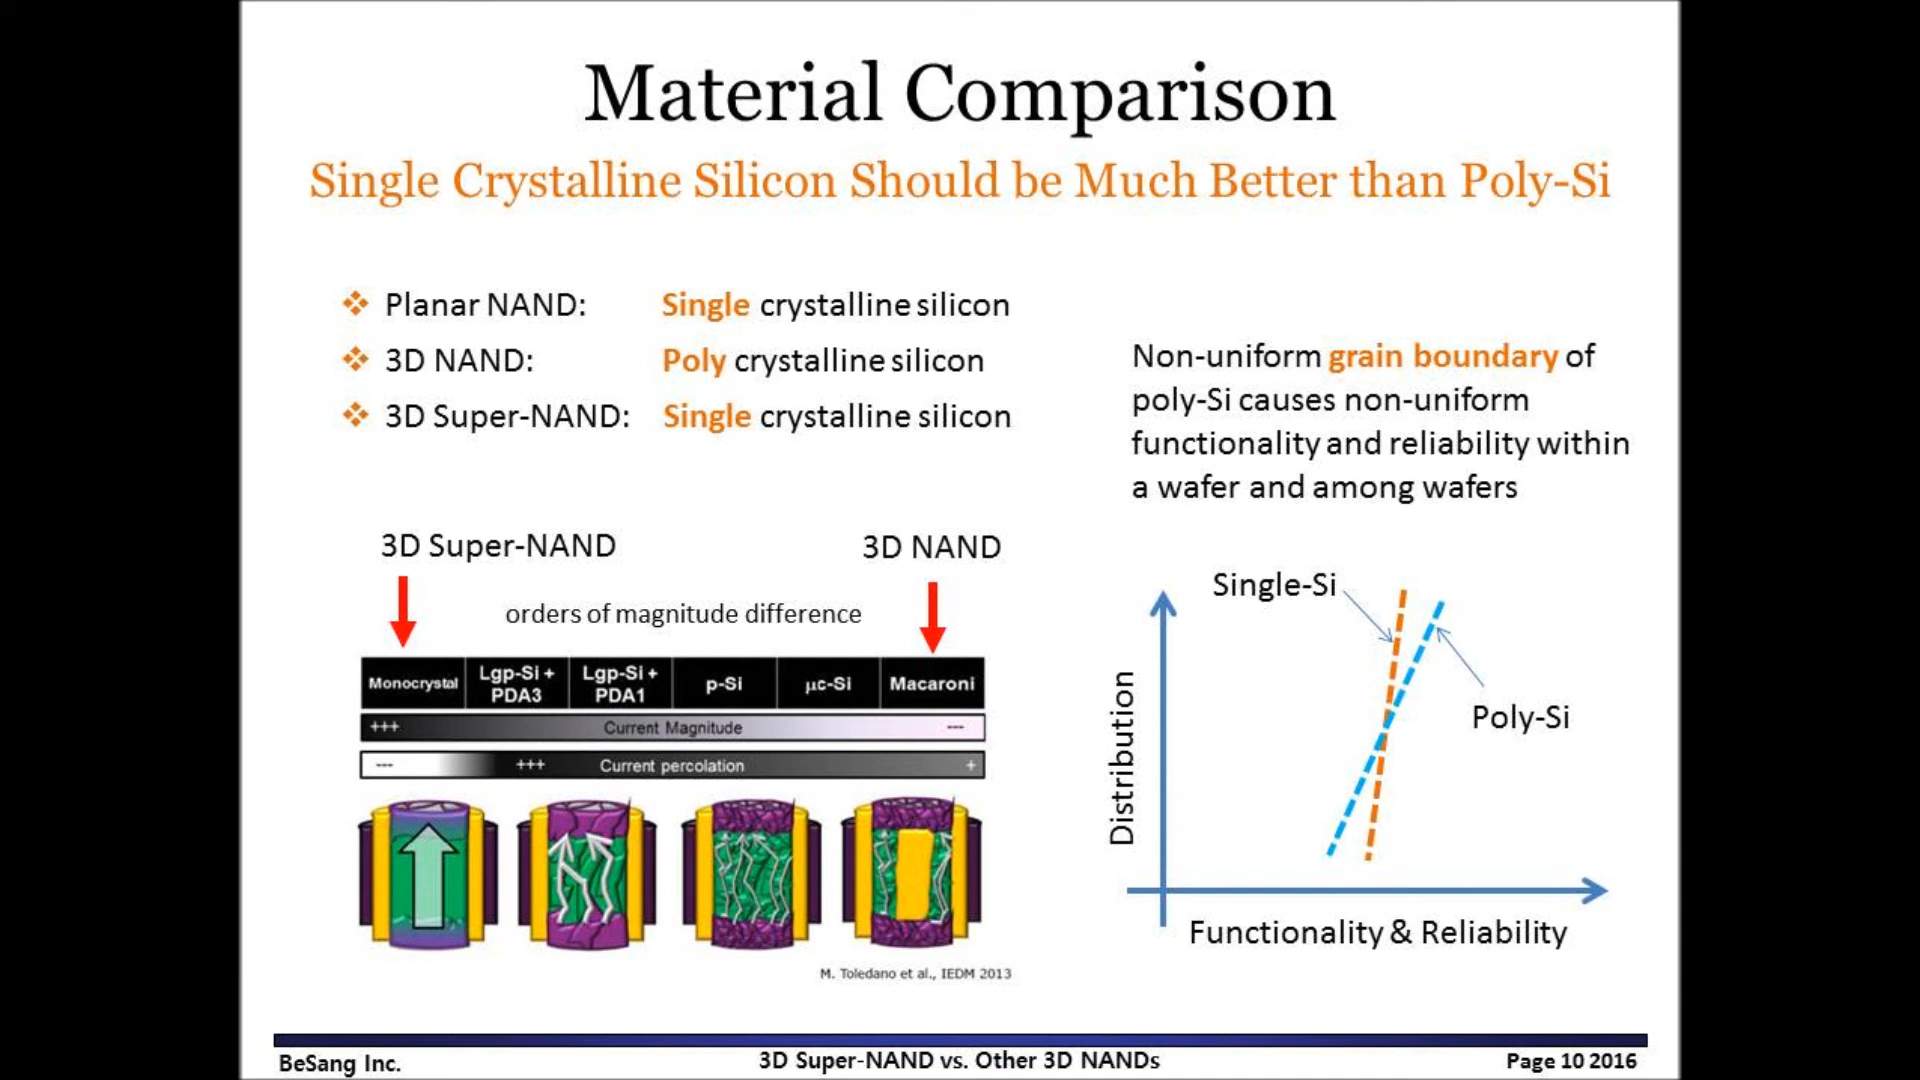 Material Comparison
Single Crystalline Silicon Should be Much Better than Poly-Si
Planar NAND: Single crystalline silicon
3D NAND: Poly crystalline silicon
3D Super-NAND: Single crystalline silicon
Non-uniform grain boundary of
poly-Si causes non-uniform
functionality and reliability within
a wafer and among wafers
3D Super-NAND
3D NAND
orders of magnitude difference
Monocrystal
Lgp-Si +
PDA3
Lgp-Si +
PDA1
p-Si
µc-Si
Macaroni
+++ Current Magnitude ---
--- +++ Current percolation +
M. Toledano et al., IEDM 2013
Single-Si
Poly-Si
Distribution
Functionality & Reliability
BeSang Inc.
3D Super-NAND vs. Other 3D NANDs
Page 10 2016